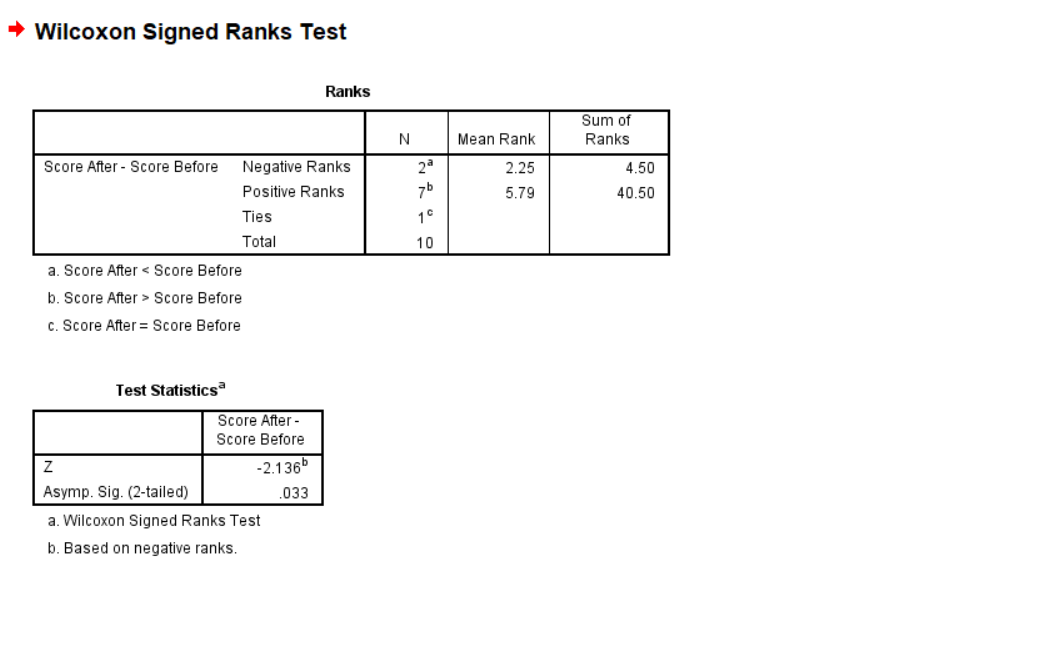 Wilcoxon Signed Ranks Test
Ranks
N Mean Rank Sum of Ranks
Score After - Score Before Negative Ranks 2a 2.25 4.50
Positive Ranks 7b 5.79 40.50
Ties 1c
Total 10
a. Score After < Score Before
b. Score After > Score Before
c. Score After = Score Before
Test Statisticsa
Score After -
Score Before
Z -2.136b
Asymp. Sig. (2-tailed) .033
a. Wilcoxon Signed Ranks Test
b. Based on negative ranks.